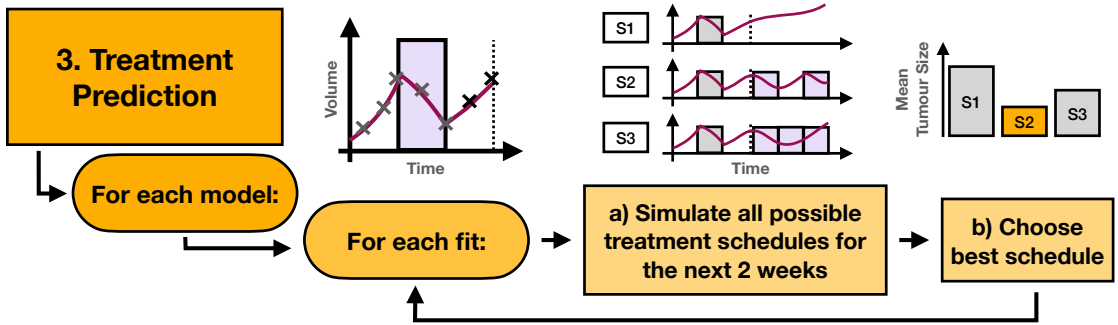 3. Treatment
Prediction
For each model:
Volume
Time
For each fit:
S1
S2
S3
Time
a) Simulate all possible
treatment schedules for
the next 2 weeks
Mean
Tumour Size
S1
S2
S3
b) Choose
best schedule